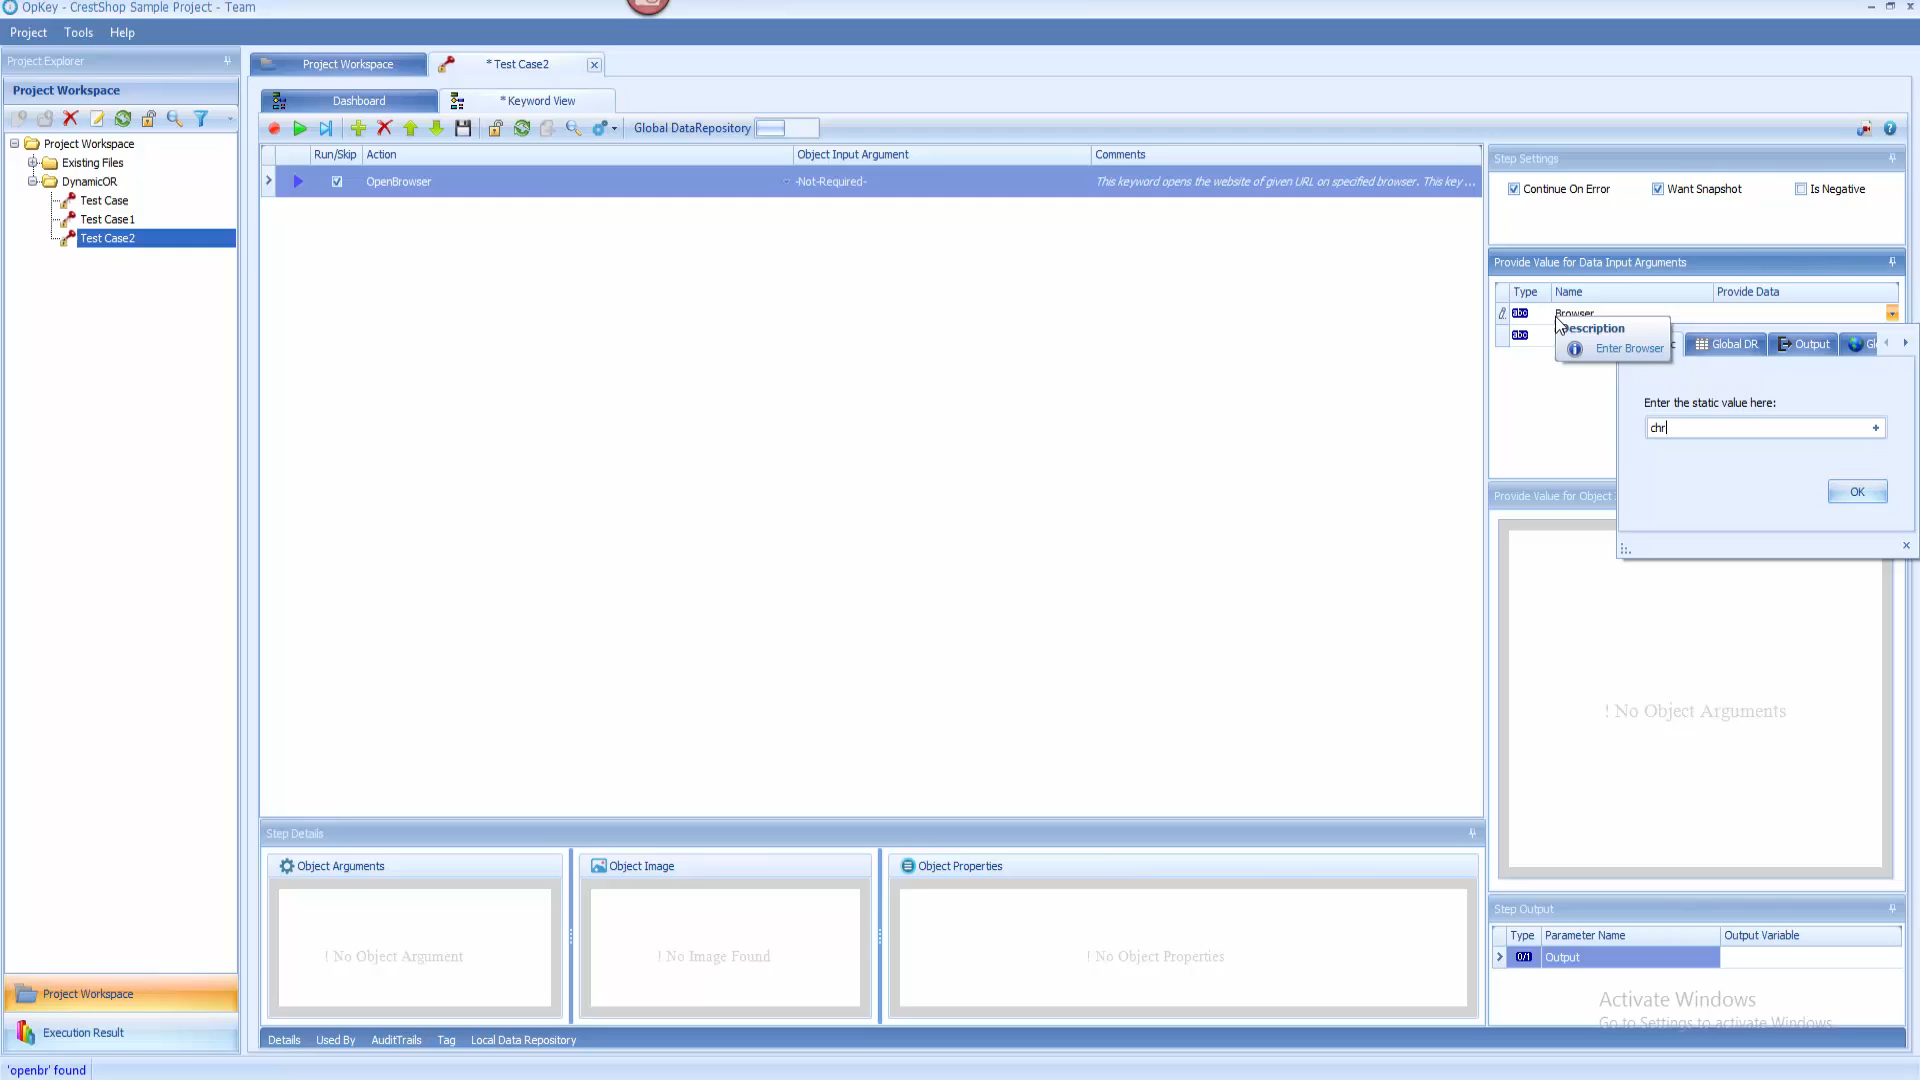 OpKey - CrestShop Sample Project - Team
Project Tools Help
Project Explorer
Project Workspace
Project Workspace
Existing Files
DynamicOR
Test Case
Test Case1
Test Case2
Project Workspace
Execution Result
'openbr' found
Project Workspace
* Test Case2
Dashboard
* Keyword View
Global DataRepository
Run/Skip Action Object Input Argument Comments
OpenBrowser -Not-Required- This keyword opens the website of given URL on specified browser. This key ...
Step Settings
Continue On Error Want Snapshot Is Negative
Provide Value for Data Input Arguments
Type Name Provide Data
abc Browser
abc
Description
Enter Browser
Global DR Output Gl
Enter the static value here:
chr
OK
Provide Value for Object
! No Object Arguments
Step Details
Object Arguments Object Image Object Properties
! No Object Argument ! No Image Found ! No Object Properties
Details Used By AuditTrails Tag Local Data Repository
Step Output
Type Parameter Name Output Variable
0/1 Output
Activate Windows
Go to Settings to activate Windows.